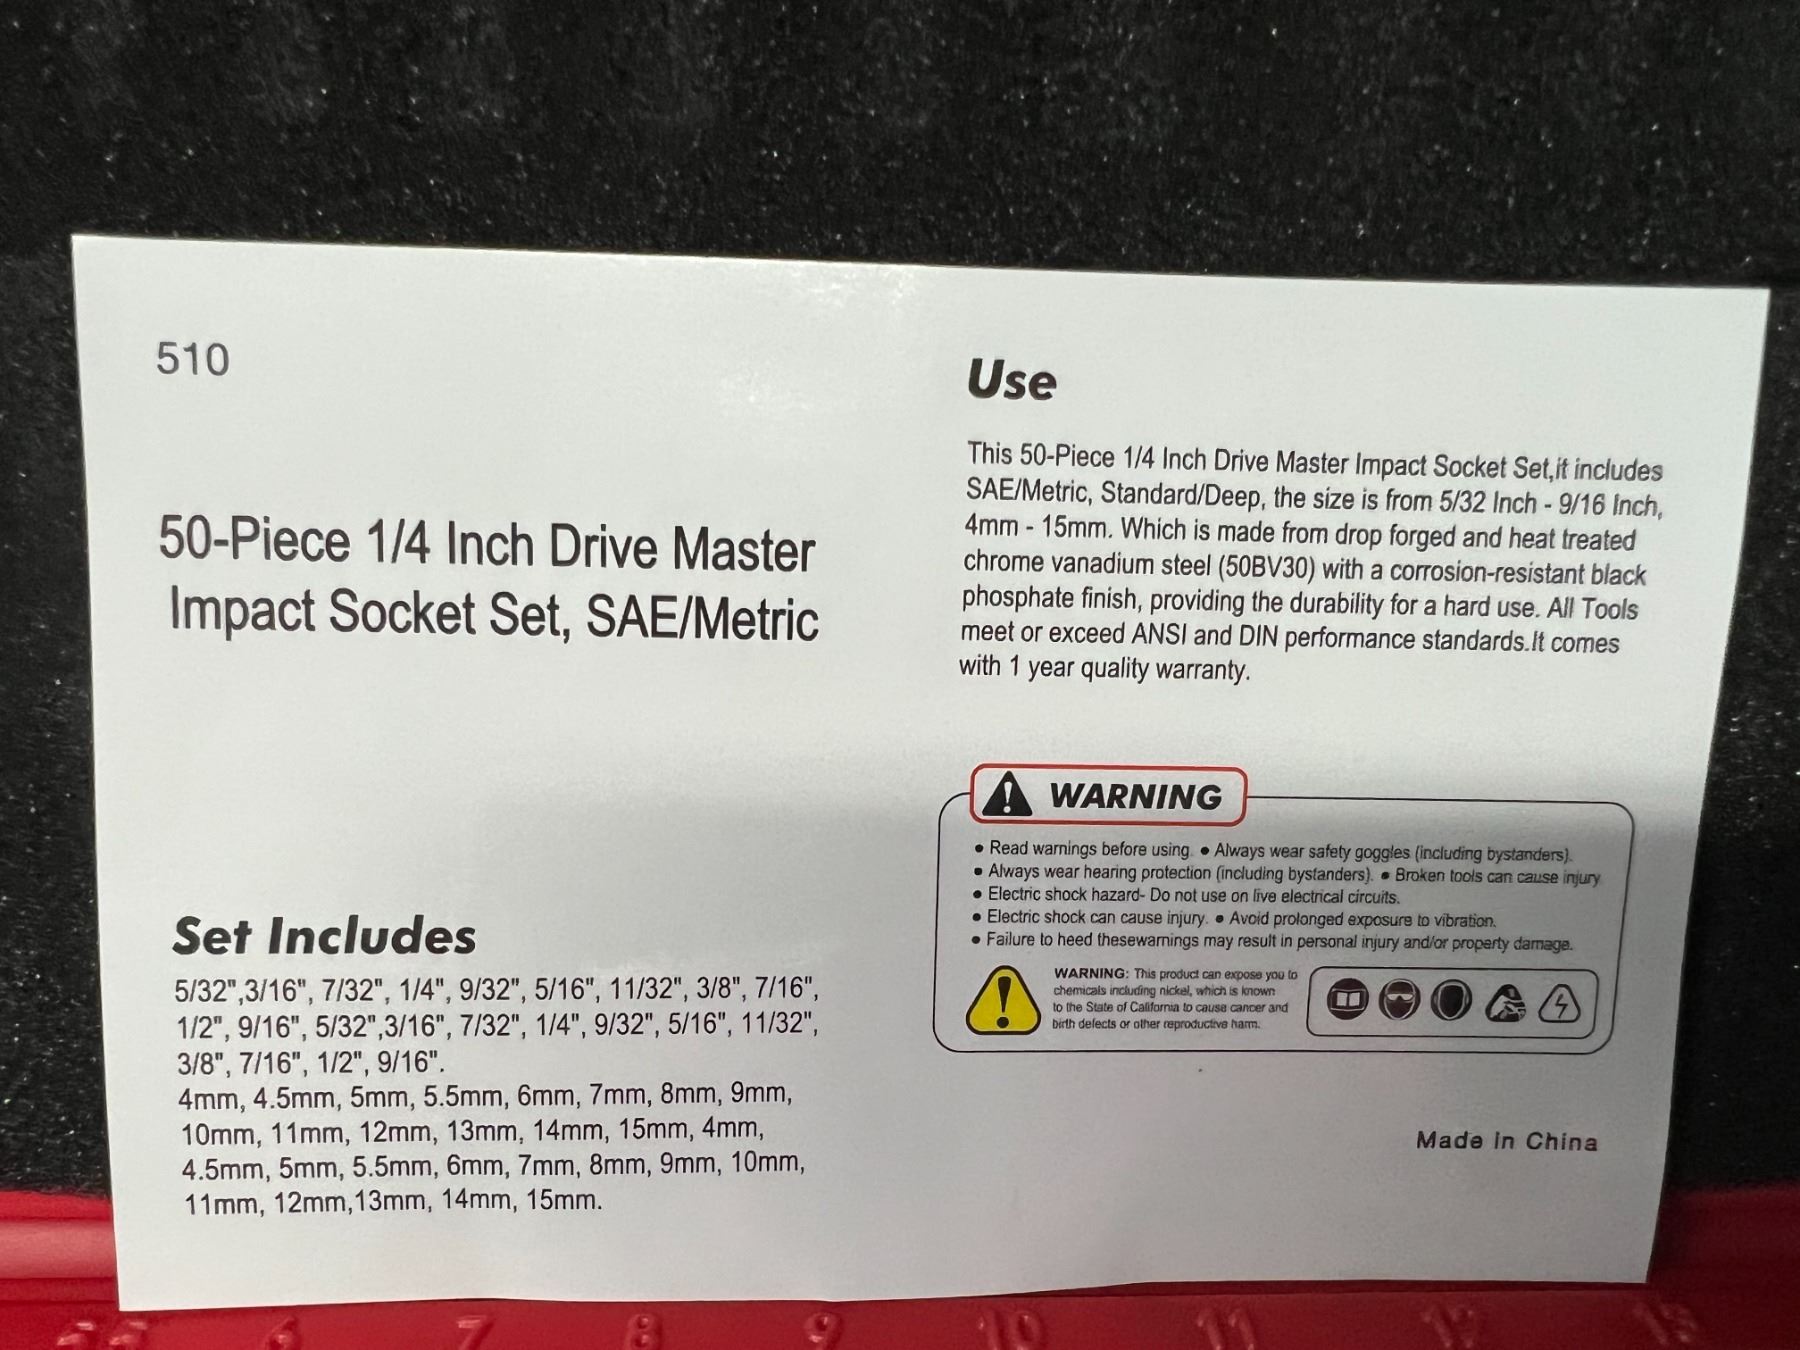 510
50-Piece 1/4 Inch Drive Master
Impact Socket Set, SAE/Metric
Set Includes
5/32",3/16", 7/32", 1/4", 9/32", 5/16", 11/32", 3/8", 7/16",
1/2", 9/16", 5/32",3/16", 7/32", 1/4", 9/32", 5/16", 11/32",
3/8", 7/16", 1/2", 9/16".
4mm, 4.5mm, 5mm, 5.5mm, 6mm, 7mm, 8mm, 9mm,
10mm, 11mm, 12mm, 13mm, 14mm, 15mm, 4mm,
4.5mm, 5mm, 5.5mm, 6mm, 7mm, 8mm, 9mm, 10mm,
11mm, 12mm,13mm, 14mm, 15mm.
Use
This 50-Piece 1/4 Inch Drive Master Impact Socket Set,it includes
SAE/Metric, Standard/Deep, the size is from 5/32 Inch - 9/16 Inch,
4mm - 15mm. Which is made from drop forged and heat treated
chrome vanadium steel (50BV30) with a corrosion-resistant black
phosphate finish, providing the durability for a hard use. All Tools
meet or exceed ANSI and DIN performance standards.It comes
with 1 year quality warranty.
WARNING
• Read warnings before using. • Always wear safety goggles (including bystanders).
• Always wear hearing protection (including bystanders). • Broken tools can cause injury
• Electric shock hazard- Do not use on live electrical circuits.
• Electric shock can cause injury. • Avoid prolonged exposure to vibration.
• Failure to heed thesewarnings may result in personal injury and/or property damage.
WARNING: This product can expose you to
chemicals including nickel, which is known
to the State of California to cause cancer and
birth defects or other reproductive harm.
Made in China
5.5 6 7 8 9 10 11 12 13